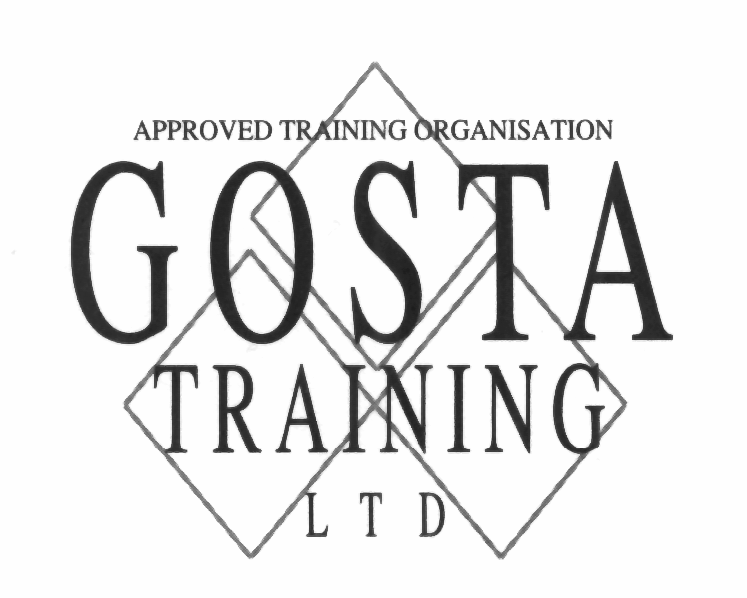 APPROVED TRAINING ORGANISATION
GOSTA
TRAINING
LTD